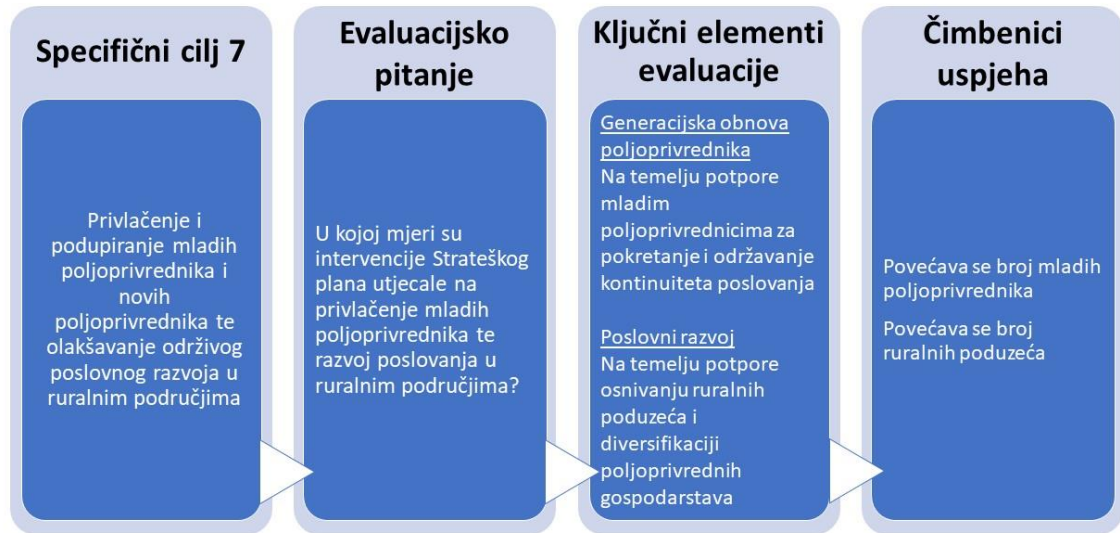 Specifični cilj 7
Privlačenje i
podupiranje mladih
poljoprivrednika i
novih
poljoprivrednika te
olakšavanje održivog
poslovnog razvoja u
ruralnim područjima
Evaluacijsko
pitanje
U kojoj mjeri su
intervencije Strateškog
plana utjecale na
privlačenje mladih
poljoprivrednika te
razvoj poslovanja u
ruralnim područjima?
Ključni elementi
evaluacije
Generacijska obnova
poljoprivrednika
Na temelju potpore
mladim
poljoprivrednicima za
pokretanje i održavanje
kontinuiteta poslovanja
Poslovni razvoj
Na temelju potpore
osnivanju ruralnih
poduzeća i
diversifikaciji
poljoprivrednih
gospodarstava
Čimbenici
uspjeha
Povećava se broj mladih
poljoprivrednika
Povećava se broj
ruralnih poduzeća